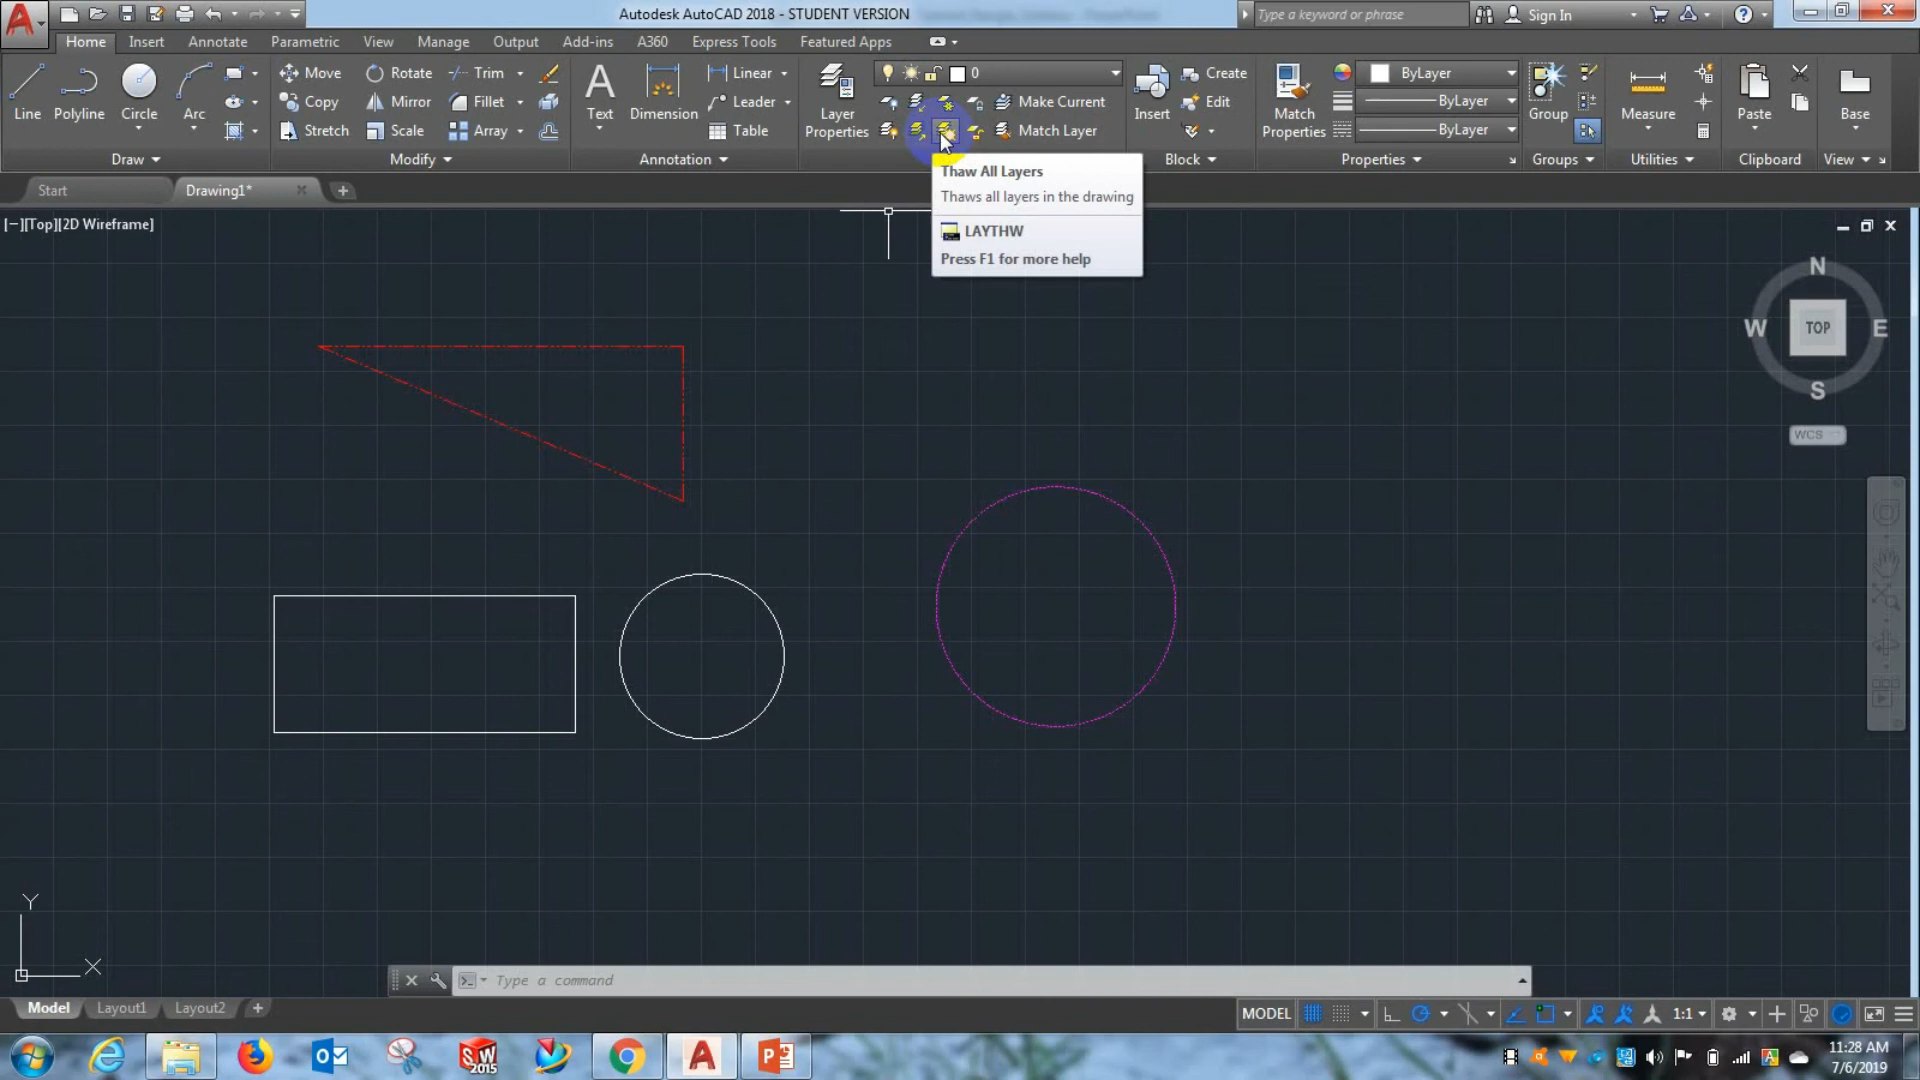 Autodesk AutoCAD 2018 - STUDENT VERSION
Type a keyword or phrase
Sign In
Home Insert Annotate Parametric View Manage Output Add-ins A360 Express Tools Featured Apps
Line Polyline Circle Arc
Move Rotate Trim
Copy Mirror Fillet
Stretch Scale Array
Text Dimension
Linear
Leader
Table
Layer Properties
0
Make Current
Match Layer
Insert
Create
Edit
Match Properties
ByLayer
ByLayer
ByLayer
Group
Measure
Paste
Base
Draw Modify Annotation Block Properties Groups Utilities Clipboard View
Start Drawing1*
Thaw All Layers
Thaws all layers in the drawing
LAYTHW
Press F1 for more help
[−][Top][2D Wireframe]
N
W TOP E
S
WCS
Y
X
Type a command
Model Layout1 Layout2
MODEL 1:1
SW
2015
11:28 AM
7/6/2019